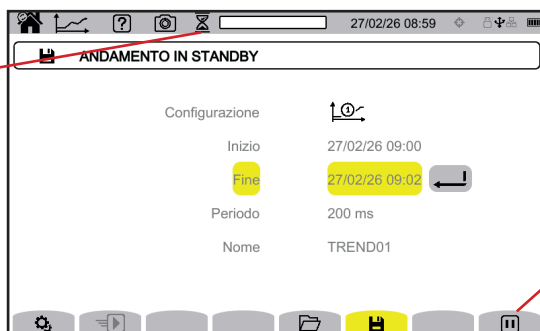 27/02/26 08:59
ANDAMENTO IN STANDBY
Configurazione 1
Inizio 27/02/26 09:00
Fine 27/02/26 09:02
Periodo 200 ms
Nome TREND01